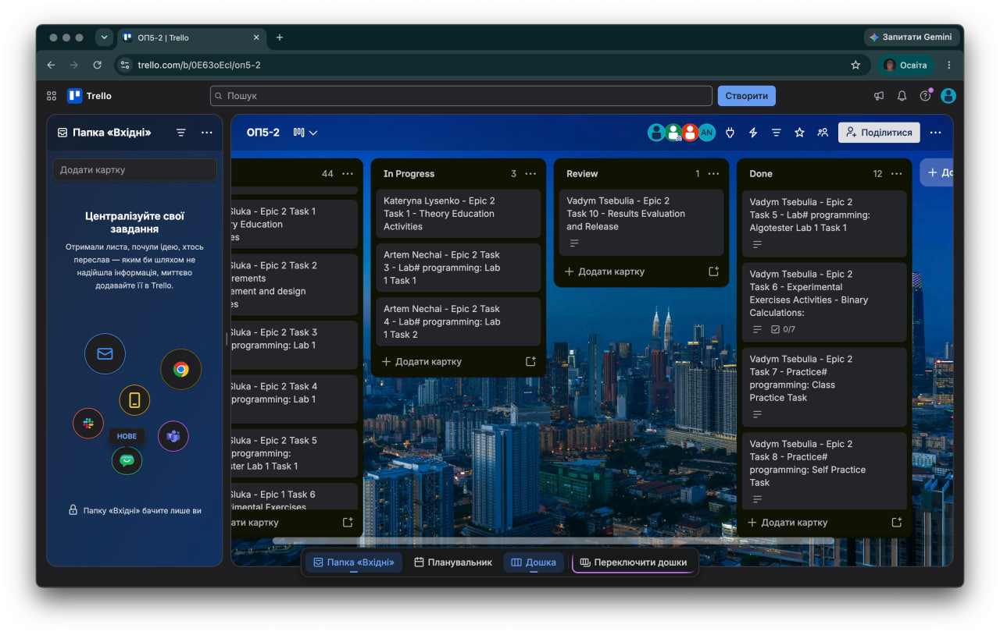 ОП5-2 | Trello
Запитати Gemini
trello.com/b/0E63oEcl/оп5-2
Освіта
Trello
Пошук
Створити
Папка «Вхідні»
Додати картку
Централізуйте свої
завдання
Отримали листа, почули ідею, хтось
переслав — яким би шляхом не
надійшла інформація, миттєво
додавайте її в Trello.
НОВЕ
Папку «Вхідні» бачите лише ви
ОП5-2
AN
Поділитися
44
Gluka - Epic 2 Task 1
ry Education
es
Gluka - Epic 2 Task 2
irements
ement and design
es
Gluka - Epic 2 Task 3
programming: Lab 1
Gluka - Epic 2 Task 4
programming: Lab 1
Gluka - Epic 2 Task 5
programming:
ster Lab 1 Task 1
Gluka - Epic 1 Task 6
imental Exercises
ати картку
In Progress
3
Kateryna Lysenko - Epic 2
Task 1 - Theory Education
Activities
Artem Nechai - Epic 2 Task
3 - Lab# programming: Lab
1 Task 1
Artem Nechai - Epic 2 Task
4 - Lab# programming: Lab
1 Task 2
Додати картку
Review
1
Vadym Tsebulia - Epic 2
Task 10 - Results Evaluation
and Release
Додати картку
Done
12
Vadym Tsebulia - Epic 2
Task 5 - Lab# programming:
Algotester Lab 1 Task 1
Vadym Tsebulia - Epic 2
Task 6 - Experimental
Exercises Activities - Binary
Calculations:
0/7
Vadym Tsebulia - Epic 2
Task 7 - Practice#
programming: Class
Practice Task
Vadym Tsebulia - Epic 2
Task 8 - Practice#
programming: Self Practice
Task
Додати картку
До
Папка «Вхідні»
Планувальник
Дошка
Переключити дошки